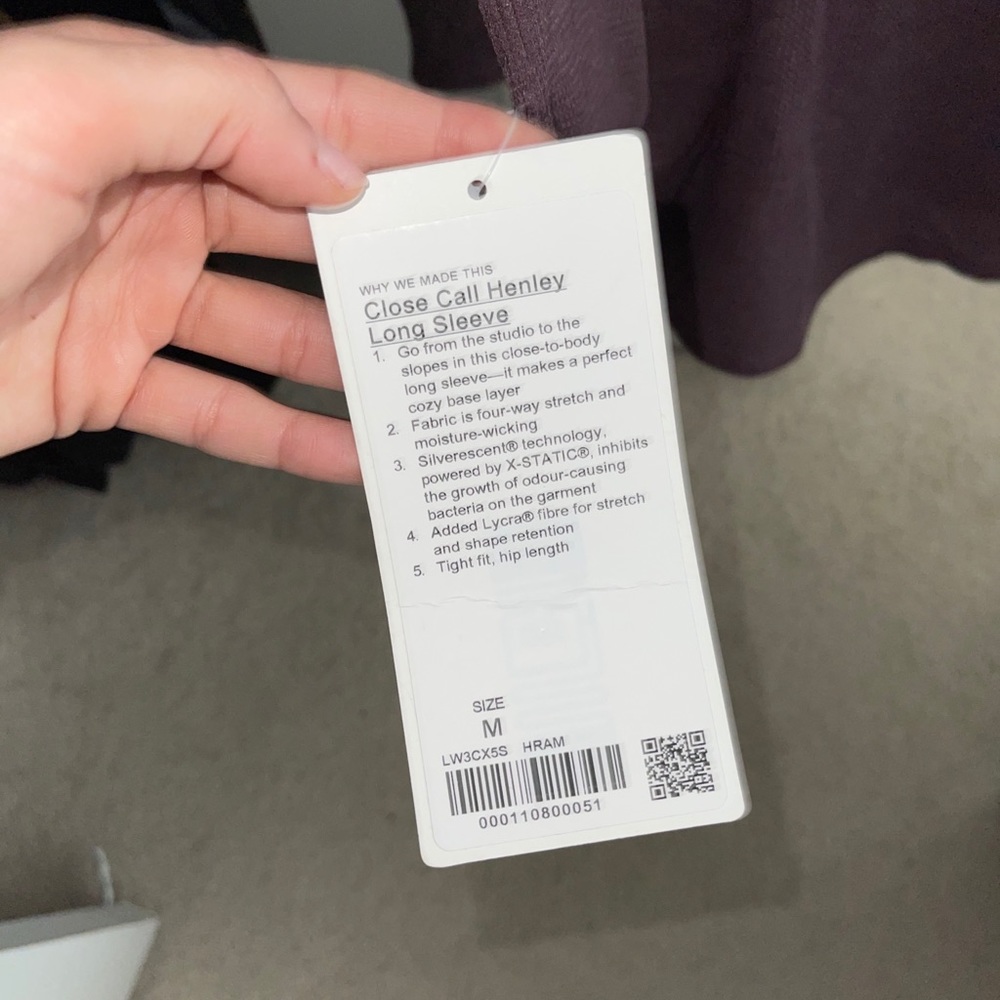 WHY WE MADE THIS
Close Call Henley
Long Sleeve
1. Go from the studio to the
slopes in this close-to-body
long sleeve—it makes a perfect
cozy base layer
2. Fabric is four-way stretch and
moisture-wicking
3. Silverescent® technology,
powered by X-STATIC®, inhibits
the growth of odour-causing
bacteria on the garment
4. Added Lycra® fibre for stretch
and shape retention
5. Tight fit, hip length
SIZE
M
LW3CX5S HRAM
000110800051